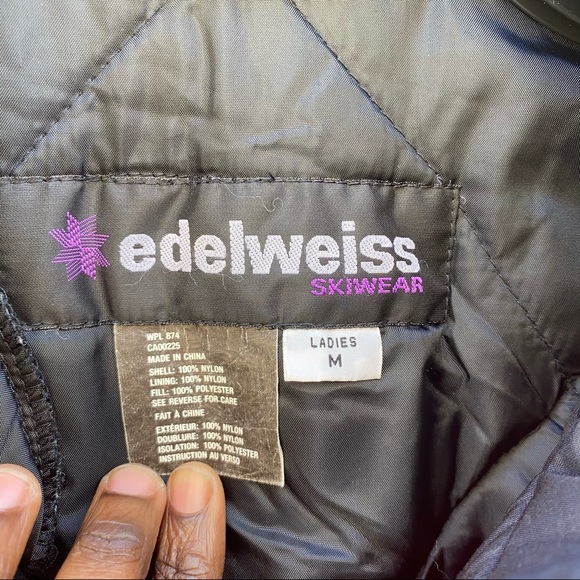 edelweiss
SKIWEAR
WPL 874
CA00225
MADE IN CHINA
SHELL: 100% NYLON
LINING: 100% NYLON
FILL: 100% POLYESTER
SEE REVERSE FOR CARE
FAIT À CHINE
EXTÉRIEUR: 100% NYLON
DOUBLURE: 100% NYLON
ISOLATION: 100% POLYESTER
INSTRUCTION AU VERSO
LADIES
M